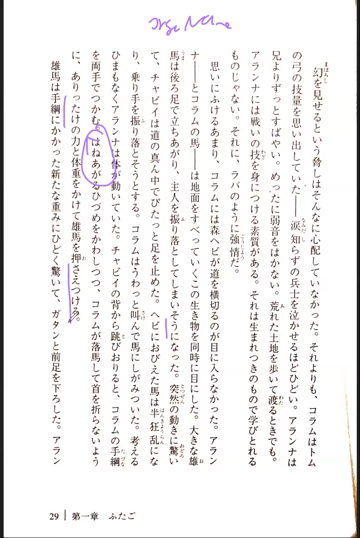 幻を見せるという脅しはそんなに心配していなかった。それよりも、コラムはトム
の弓の技量を思い出していた――涙知らずの兵士を泣かせるほどひどい。アランナは
兄よりずっとすばやい。めったに弱音をはかない。荒れた土地を歩いて渡るときでも。
アランナには戦いの技を身につける素質がある。それは生まれつきのもので学びとれる
ものじゃない。それに、ラバのように強情だ。
思いにふけるあまり、コラムには森ヘビが道を横切るのが目に入らなかった。アラン
ナ――とコラムの馬――は地面をすべっていくこの生き物を同時に目にした。大きな雄
馬は後ろ足で立ちあがり、主人を振り落としてしまいそうになった。突然の動きに驚い
て、チャビイは道の真ん中でぴたっと足を止めた。ヘビにおびえた馬は半狂乱にな
り、乗り手を振り落とそうとする。コラムはうわっと叫んで馬にしがみついた。考える
ひまもなくアランナは体が動いていた。チャビイの背から跳びおりると、コラムの手綱
を両手でつかむ。はねあがるひづめをかわしつつ、コラムが落馬して首を折らないよう
に、ありったけの力と体重をかけて雄馬を押さえつける。
雄馬は手綱にかかった新たな重みにひどく驚いて、ガタンと前足を下ろした。アラン
29 第一章 ふたご